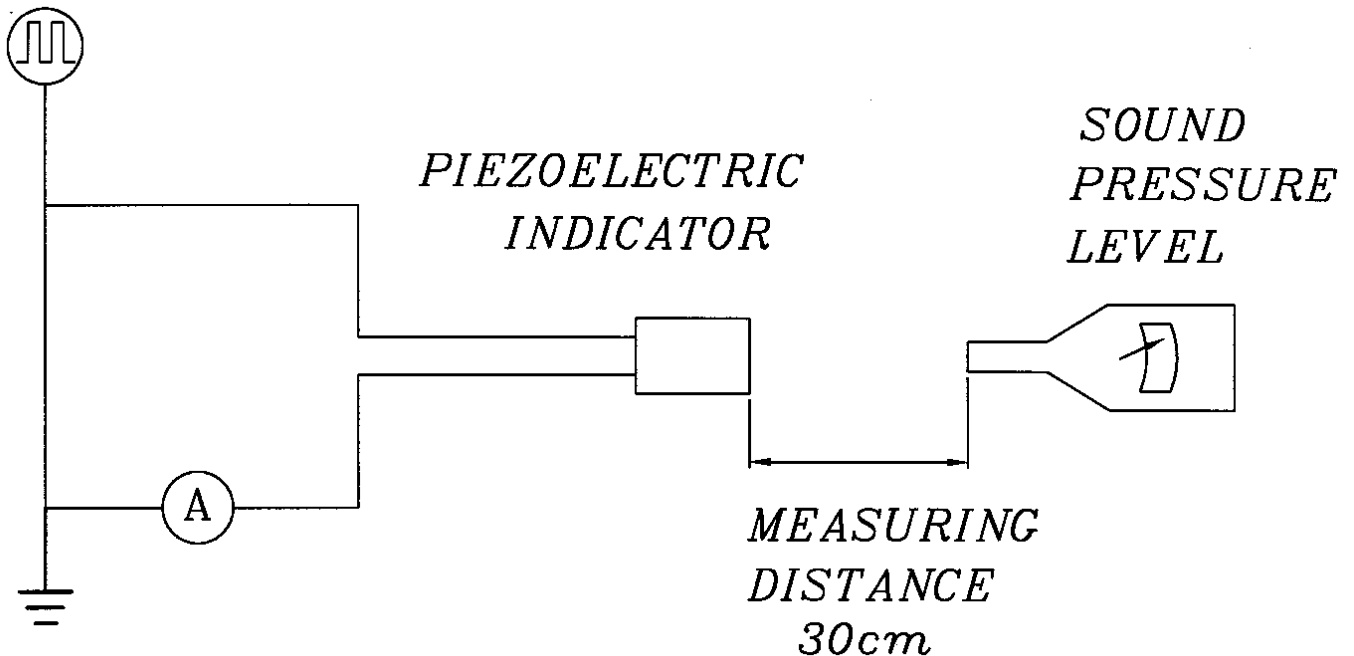 PIEZOELECTRIC
INDICATOR
SOUND
PRESSURE
LEVEL
A
MEASURING
DISTANCE
30cm